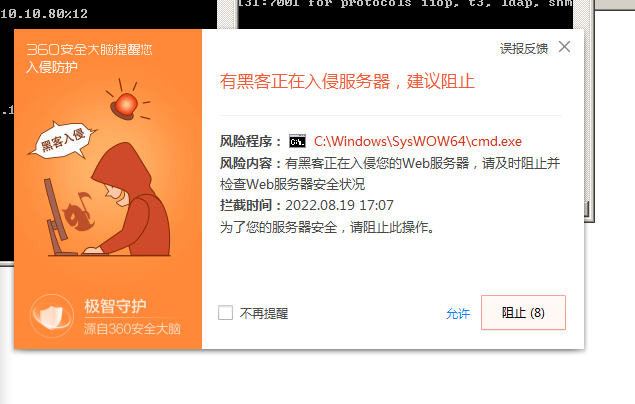 10.10.80%12
[3]:7001 for protocols iiop, t3, ldap, snm
360安全大脑提醒您
入侵防护
误报反馈
有黑客正在入侵服务器，建议阻止
黑客入侵
风险程序： C:\Windows\SysWOW64\cmd.exe
风险内容：有黑客正在入侵您的Web服务器，请及时阻止并
检查Web服务器安全状况
拦截时间：2022.08.19 17:07
为了您的服务器安全，请阻止此操作。
极智守护
源自360安全大脑
不再提醒
允许
阻止 (8)